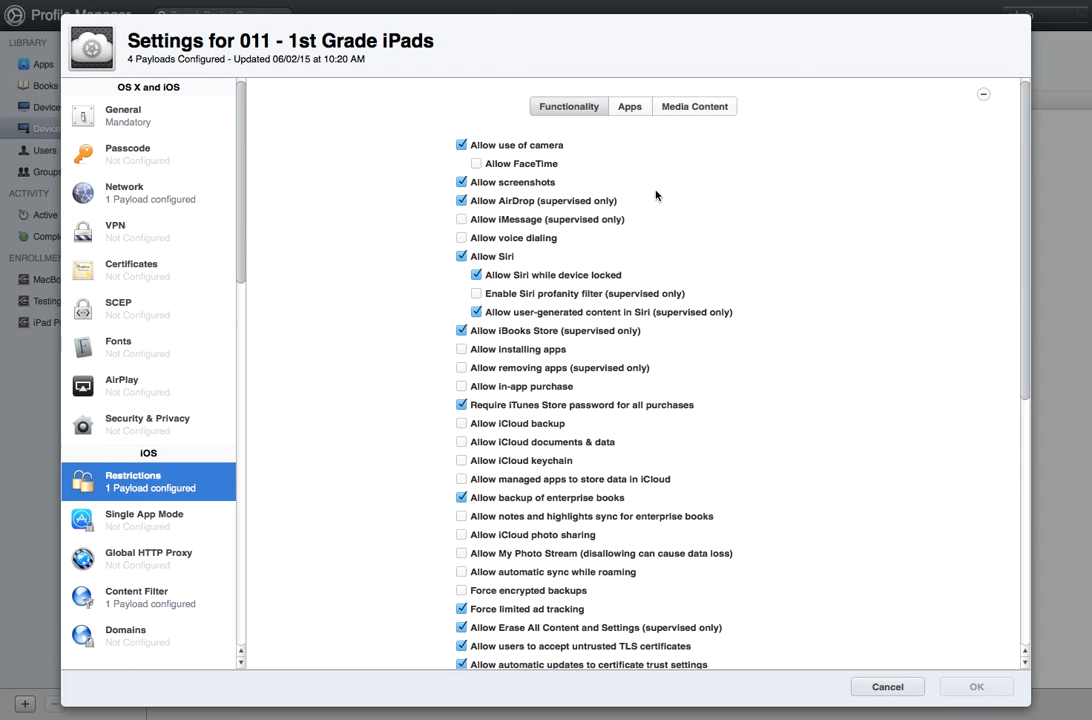 Profile Manager
Settings for 011 - 1st Grade iPads
4 Payloads Configured - Updated 06/02/15 at 10:20 AM
LIBRARY
Apps
Books
Device
Device
Users
Groups
ACTIVITY
Active
Compl
ENROLLME
MacBo
Testing
iPad P
OS X and iOS
General
Mandatory
Passcode
Not Configured
Network
1 Payload configured
VPN
Not Configured
Certificates
Not Configured
SCEP
Not Configured
Fonts
Not Configured
AirPlay
Not Configured
Security & Privacy
Not Configured
iOS
Restrictions
1 Payload configured
Single App Mode
Not Configured
Global HTTP Proxy
Not Configured
Content Filter
1 Payload configured
Domains
Not Configured
Functionality
Apps
Media Content
Allow use of camera
Allow FaceTime
Allow screenshots
Allow AirDrop (supervised only)
Allow iMessage (supervised only)
Allow voice dialing
Allow Siri
Allow Siri while device locked
Enable Siri profanity filter (supervised only)
Allow user-generated content in Siri (supervised only)
Allow iBooks Store (supervised only)
Allow installing apps
Allow removing apps (supervised only)
Allow in-app purchase
Require iTunes Store password for all purchases
Allow iCloud backup
Allow iCloud documents & data
Allow iCloud keychain
Allow managed apps to store data in iCloud
Allow backup of enterprise books
Allow notes and highlights sync for enterprise books
Allow iCloud photo sharing
Allow My Photo Stream (disallowing can cause data loss)
Allow automatic sync while roaming
Force encrypted backups
Force limited ad tracking
Allow Erase All Content and Settings (supervised only)
Allow users to accept untrusted TLS certificates
Allow automatic updates to certificate trust settings
Cancel
OK